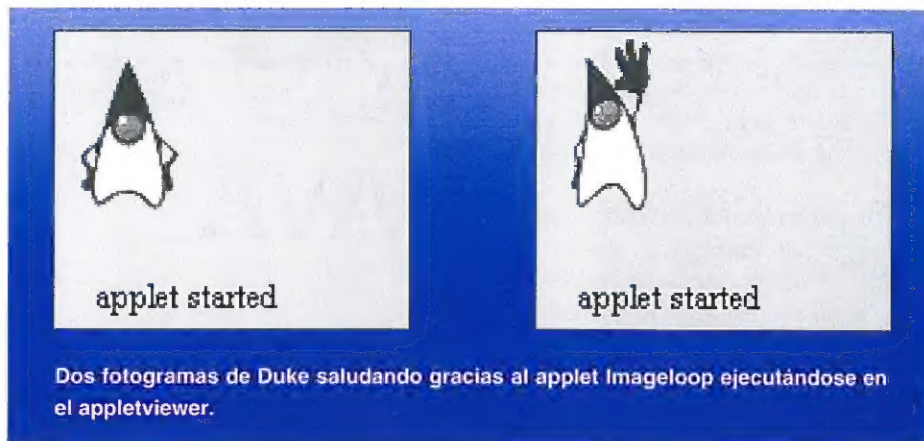 applet started
applet started
Dos fotogramas de Duke saludando gracias al applet Imageloop ejecutándose en
el appletviewer.